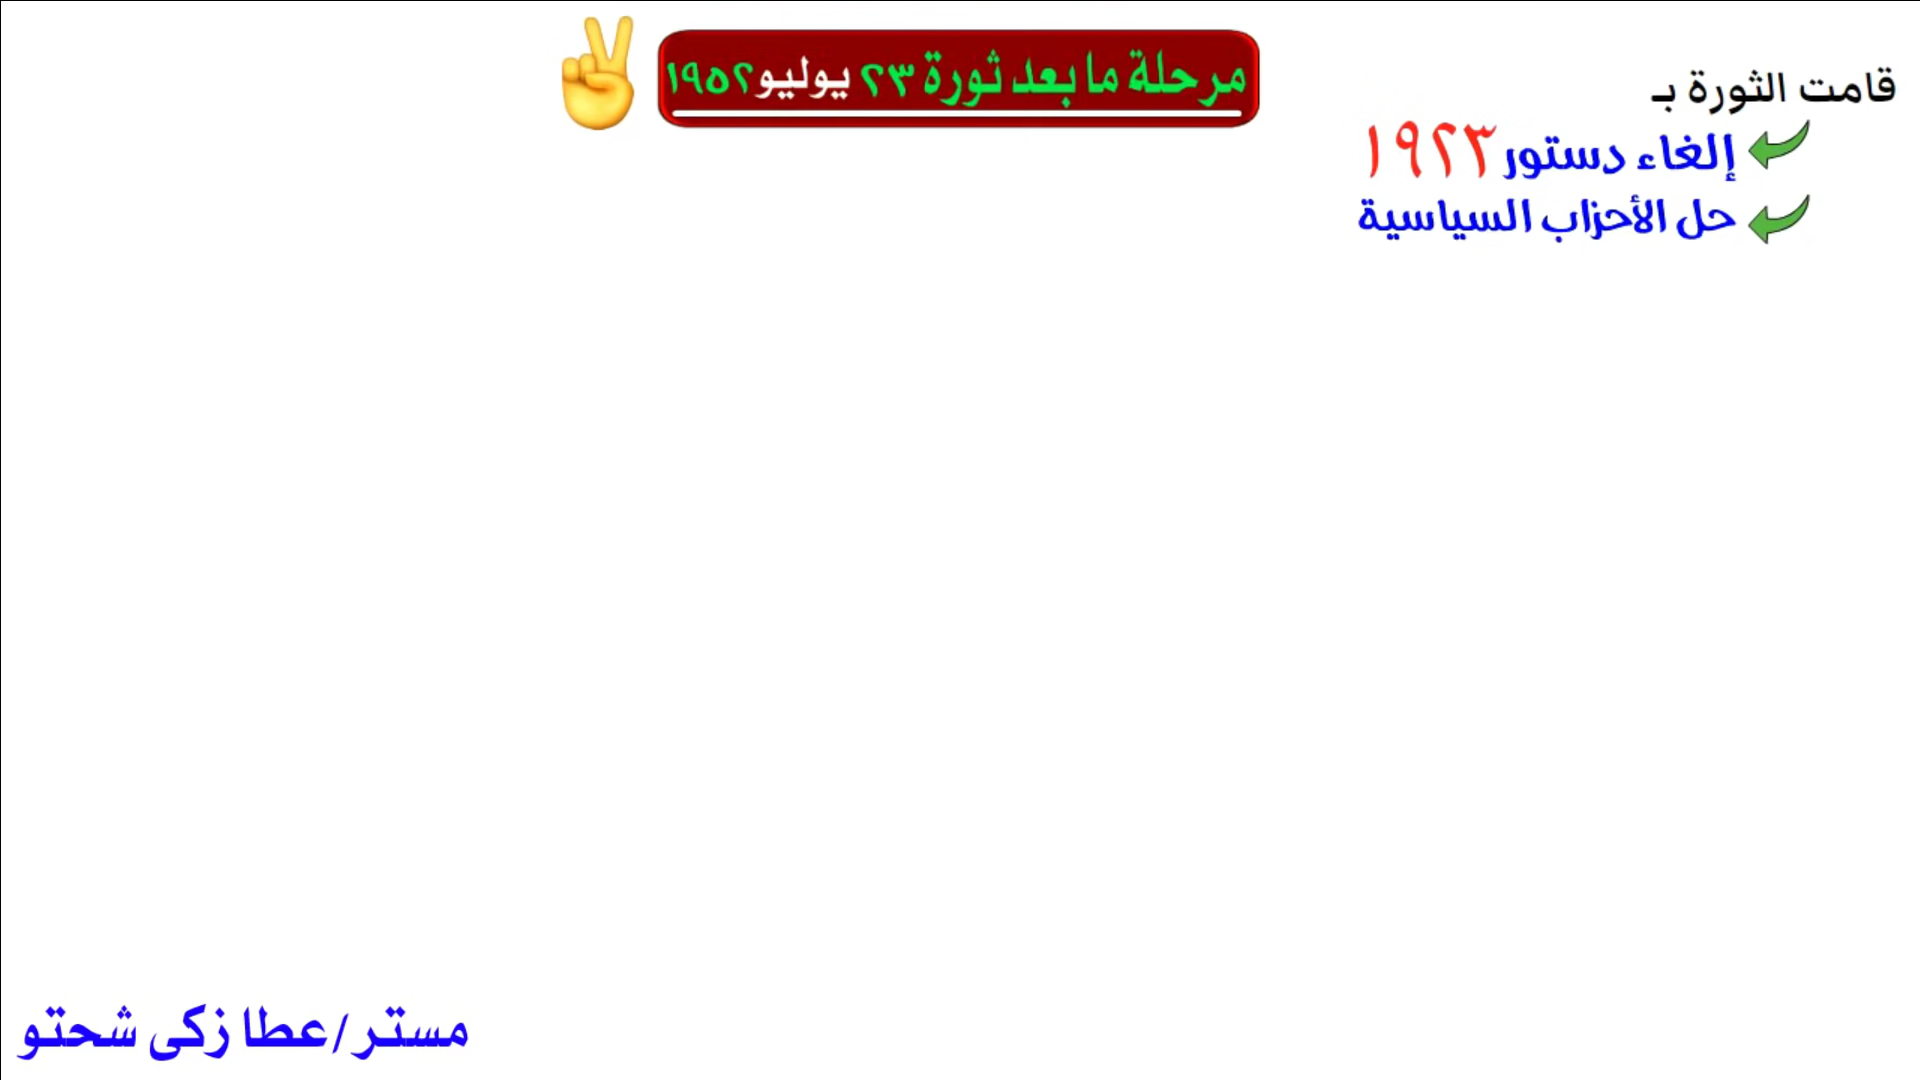 مرحلة ما بعد ثورة ٢٣ يوليو ١٩٥٢
قامت الثورة بـ
إلغاء دستور ١٩٢٣
حل الأحزاب السياسية
مستر/عطا زكى شحتو